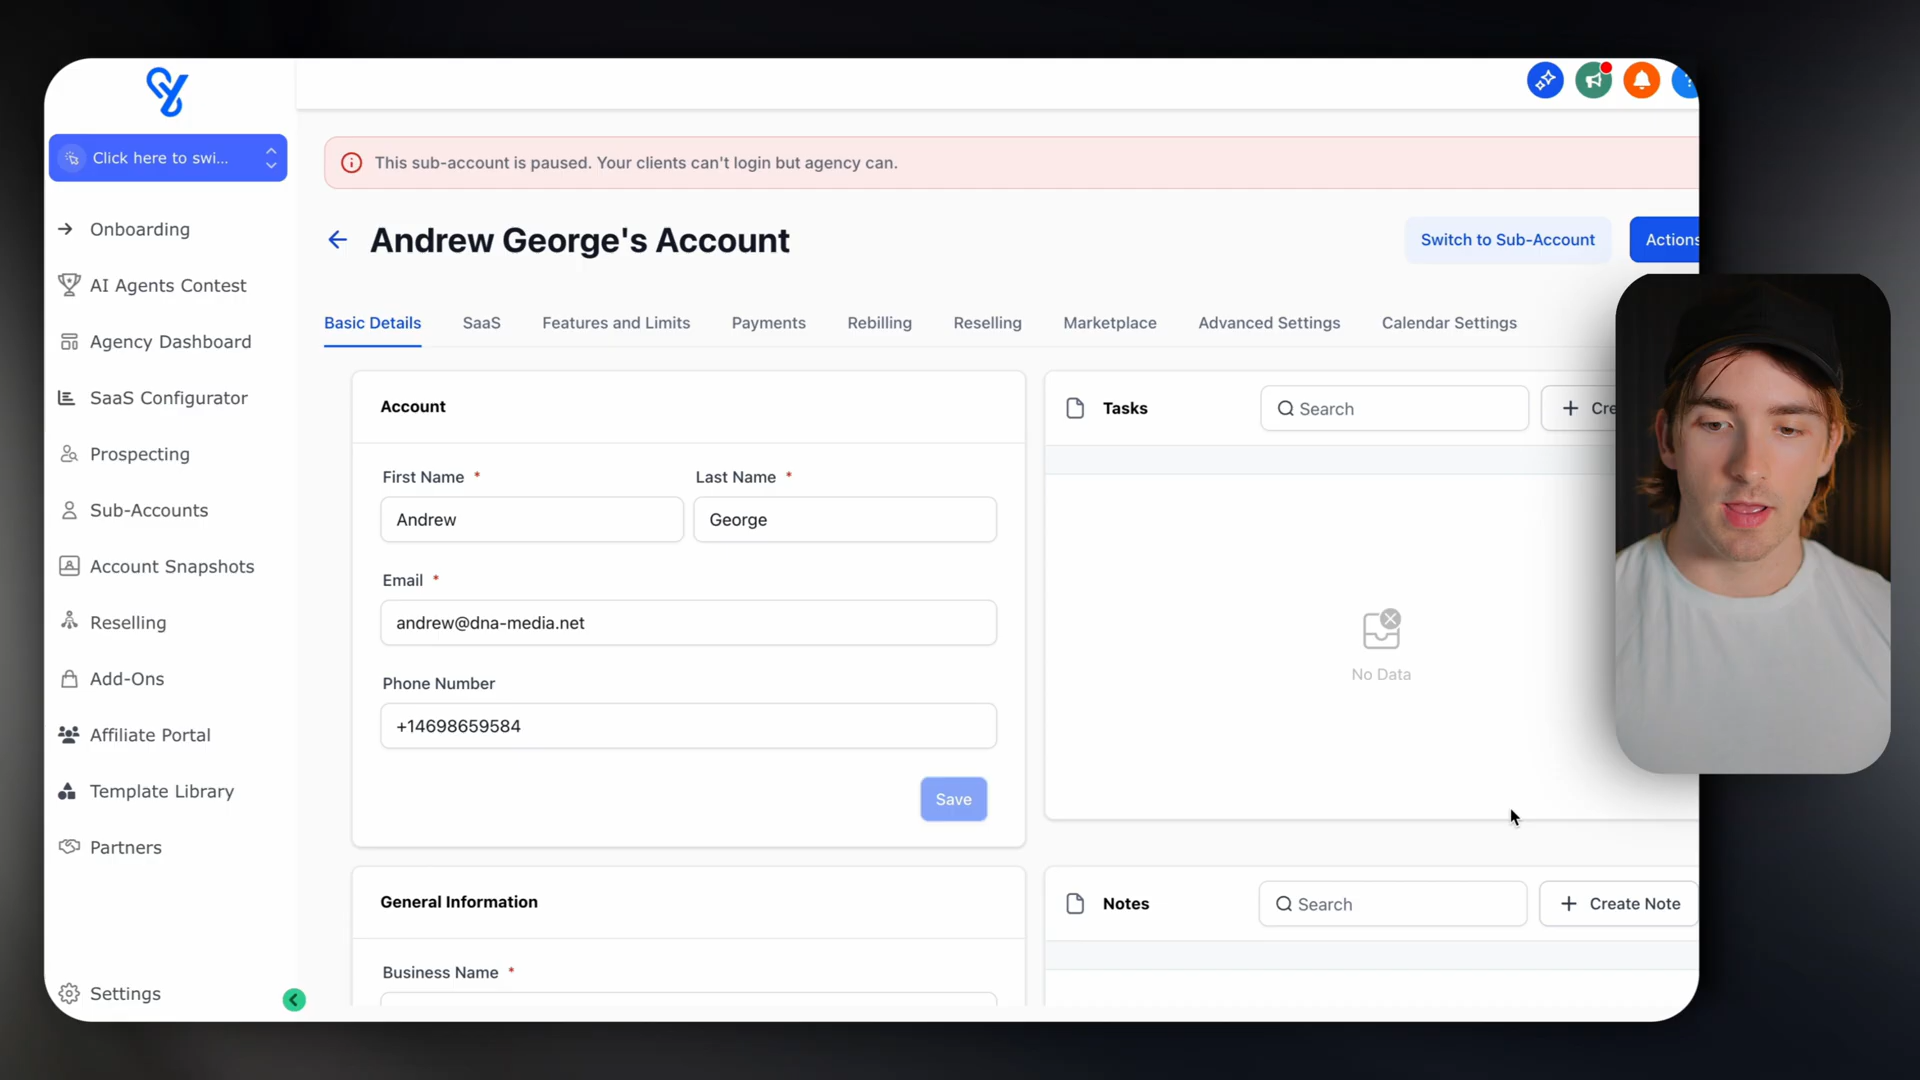 Click here to swi...
Onboarding
AI Agents Contest
Agency Dashboard
SaaS Configurator
Prospecting
Sub-Accounts
Account Snapshots
Reselling
Add-Ons
Affiliate Portal
Template Library
Partners
Settings
This sub-account is paused. Your clients can't login but agency can.
Andrew George's Account
Switch to Sub-Account
Actions
Basic Details
SaaS
Features and Limits
Payments
Rebilling
Reselling
Marketplace
Advanced Settings
Calendar Settings
Account
First Name *
Last Name *
Andrew
George
Email *
andrew@dna-media.net
Phone Number
+14698659584
Save
General Information
Business Name *
Tasks
Search
+ Cre
No Data
Notes
Search
+ Create Note